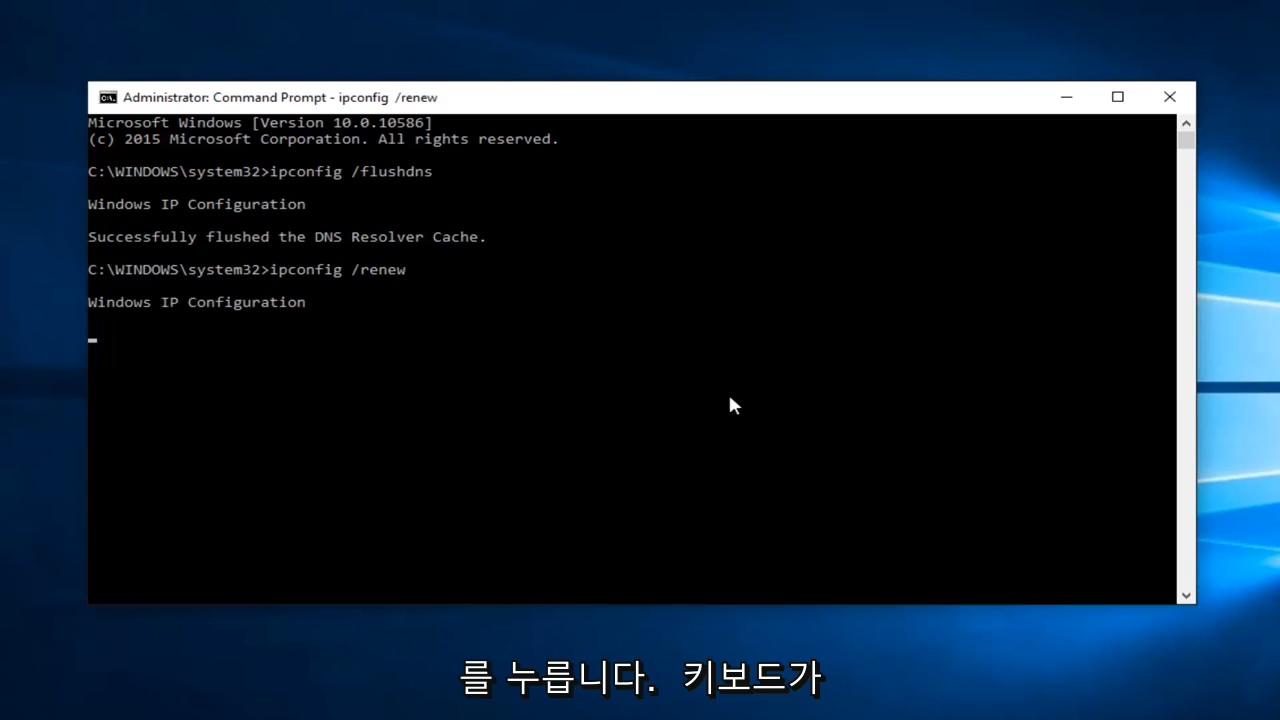 Administrator: Command Prompt - ipconfig  /renew
Microsoft Windows [Version 10.0.10586]
(c) 2015 Microsoft Corporation. All rights reserved.
C:\WINDOWS\system32>ipconfig /flushdns
Windows IP Configuration
Successfully flushed the DNS Resolver Cache.
C:\WINDOWS\system32>ipconfig /renew
Windows IP Configuration
를 누릅니다.  키보드가